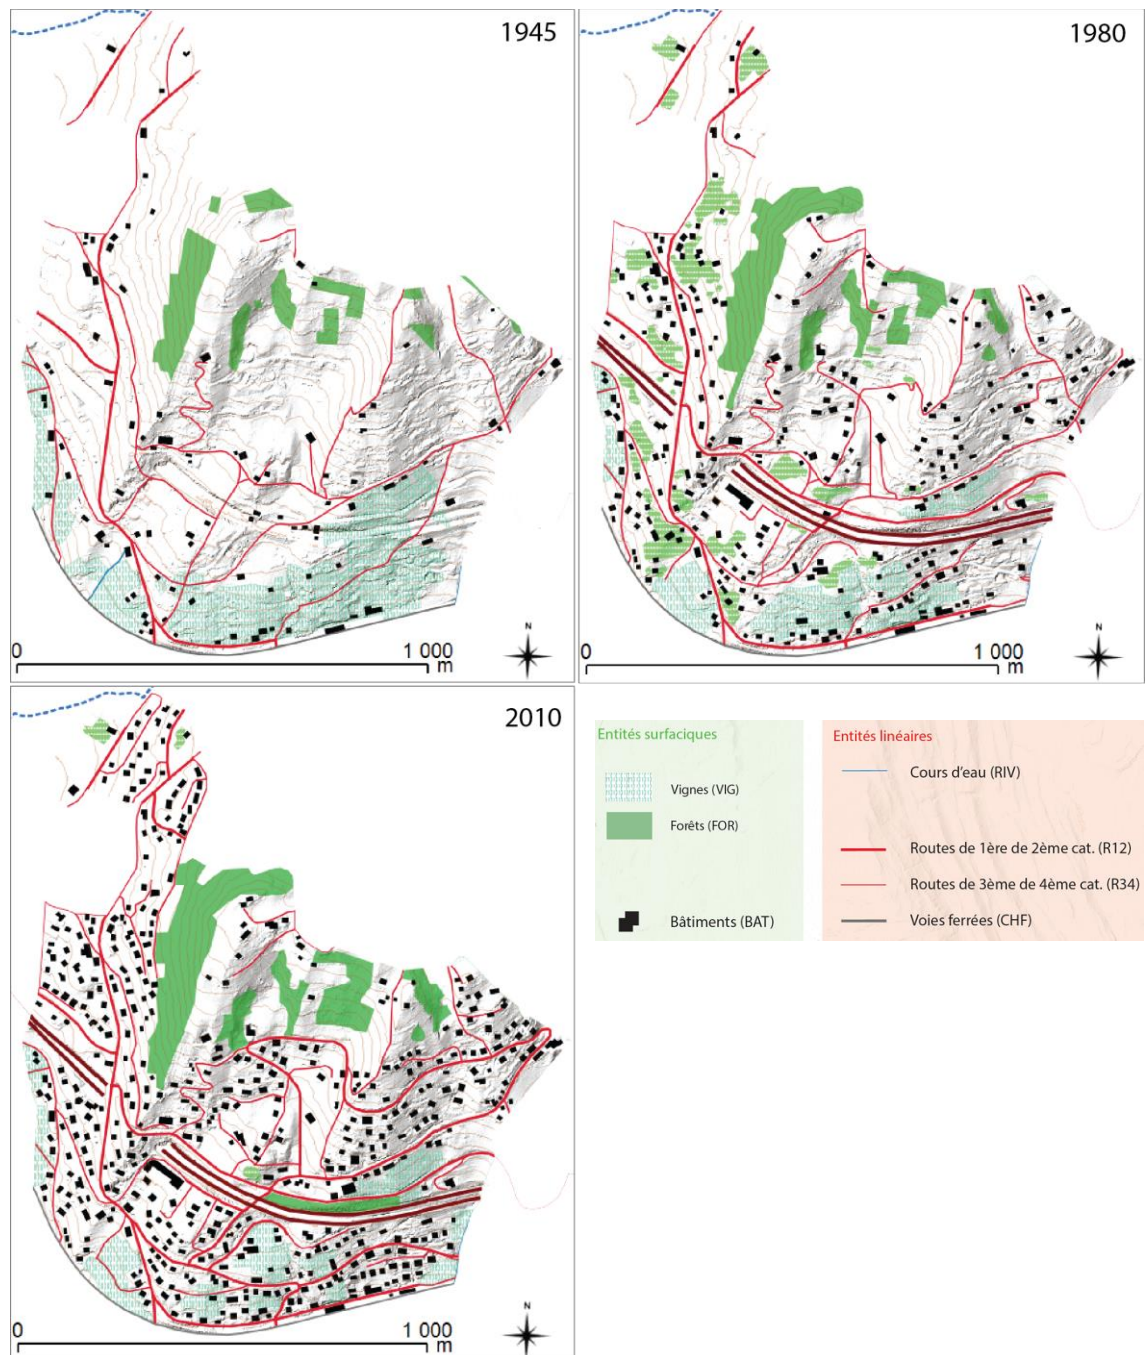 1945
1980
N
0
1 000
m
N
0
1 000
m
2010
Entités surfaciques
Entités linéaires
Cours d'eau (RIV)
Vignes (VIG)
Forêts (FOR)
Routes de 1ère de 2ème cat. (R12)
Routes de 3ème de 4ème cat. (R34)
Bâtiments (BAT)
Voies ferrées (CHF)
N
0
1 000
m